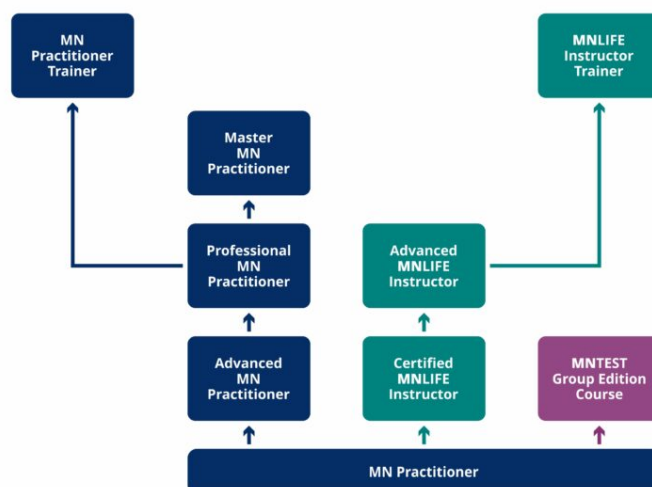 MN
Practitioner
Trainer
MNLIFE
Instructor
Trainer
Master
MN
Practitioner
Professional
MN
Practitioner
Advanced
MNLIFE
Instructor
Advanced
MN
Practitioner
Certified
MNLIFE
Instructor
MNTEST
Group Edition
Course
MN Practitioner